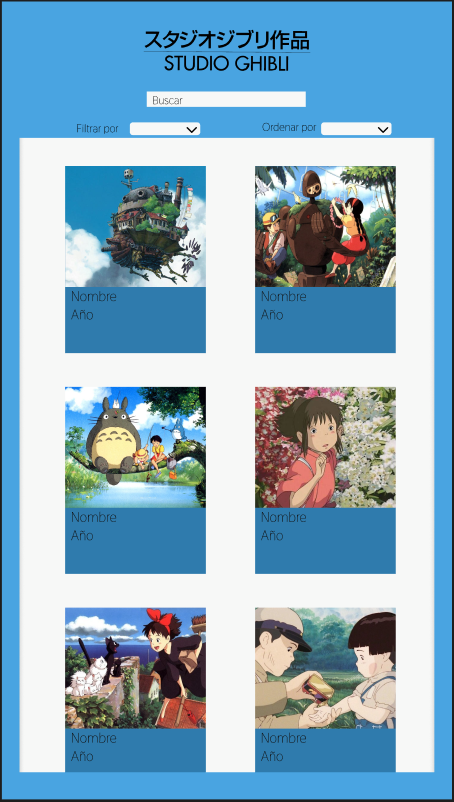 スタジオジブリ作品
STUDIO GHIBLI
Buscar
Filtrar por
Ordenar por
Nombre
Año
Nombre
Año
Nombre
Año
Nombre
Año
Nombre
Año
Nombre
Año